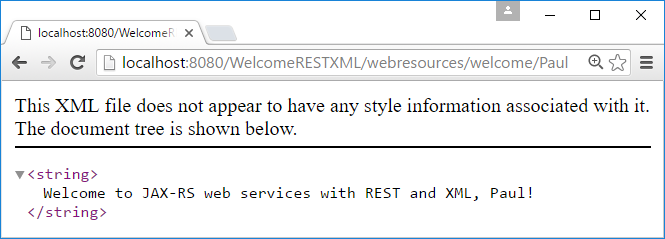 localhost:8080/WelcomeR
localhost:8080/WelcomeRESTXML/webresources/welcome/Paul
This XML file does not appear to have any style information associated with it.
The document tree is shown below.
<string>
Welcome to JAX-RS web services with REST and XML, Paul!
</string>